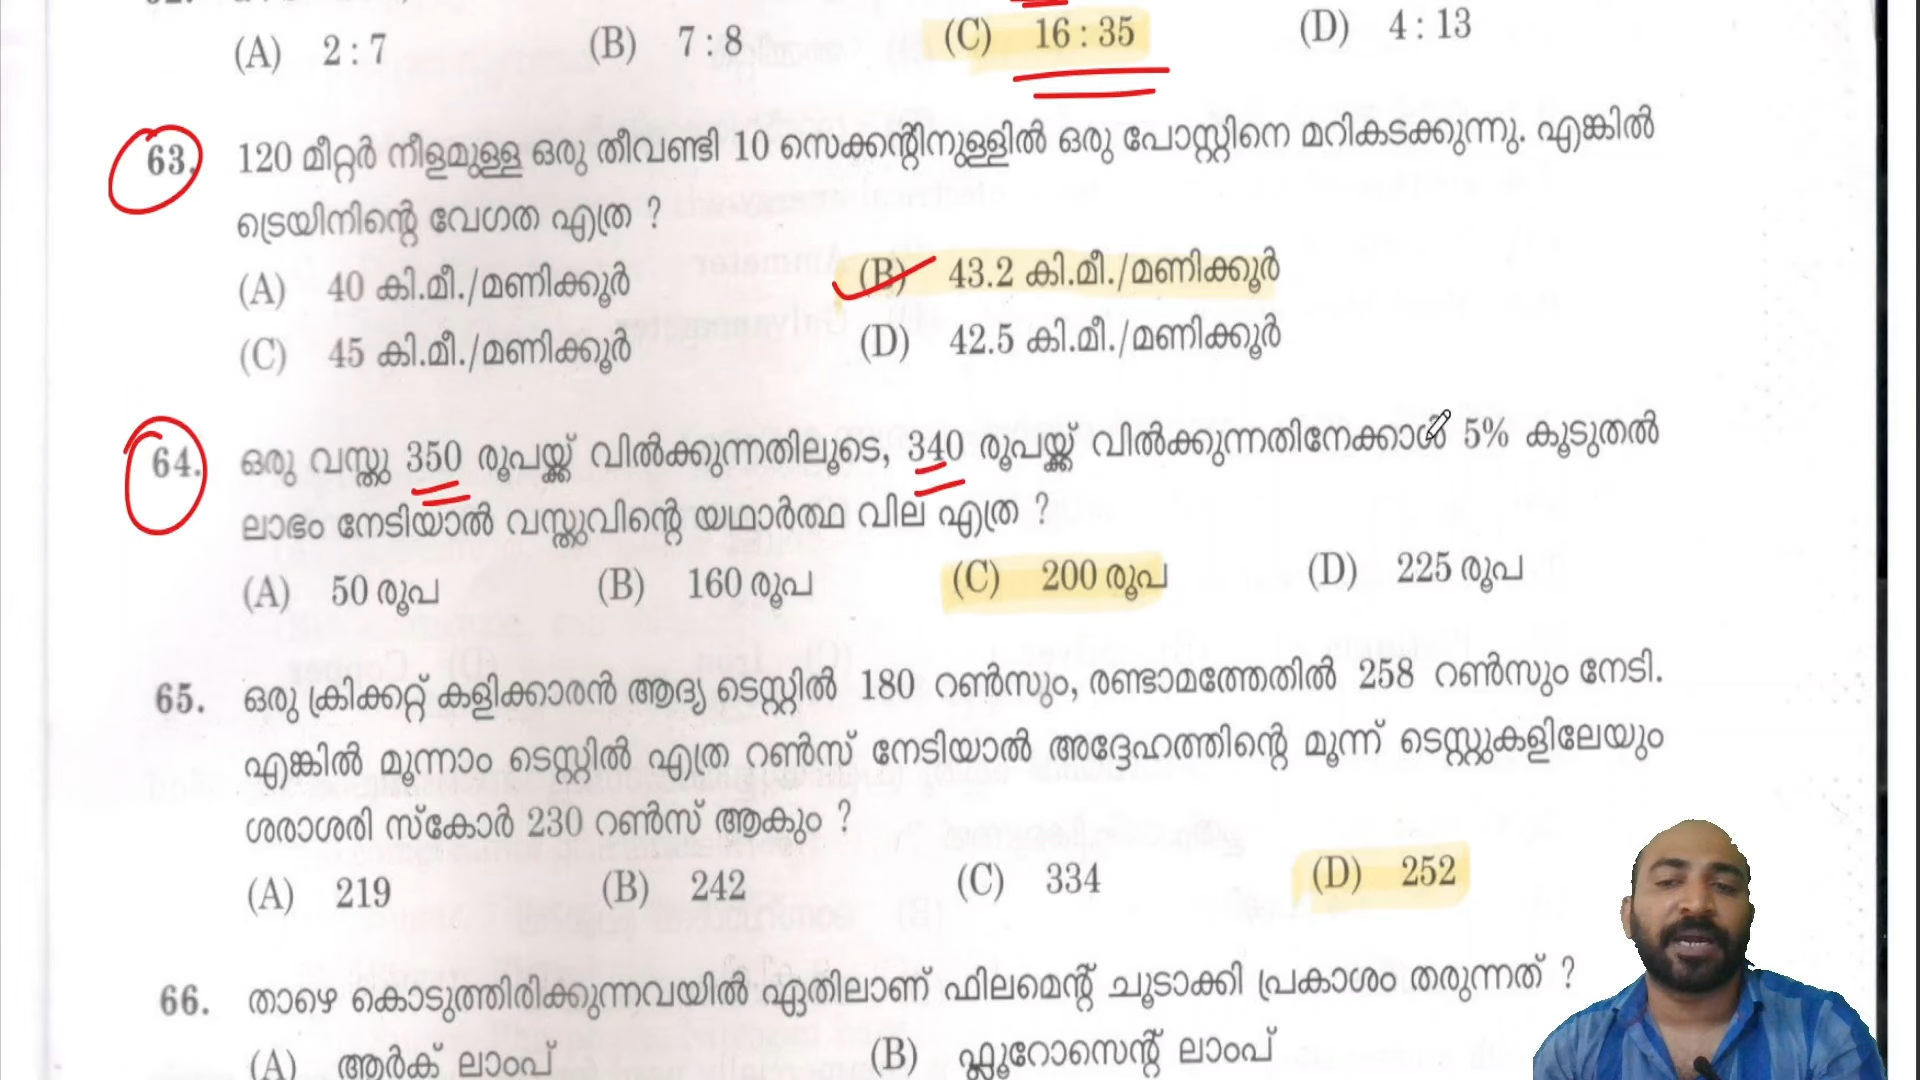 (A) 2 : 7 (B) 7 : 8 (C) 16 : 35 (D) 4 : 13
63. 120 മീറ്റർ നീളമുള്ള ഒരു തീവണ്ടി 10 സെക്കന്റിനുള്ളിൽ ഒരു പോസ്റ്റിനെ മറികടക്കുന്നു. എങ്കിൽ
ട്രെയിനിന്റെ വേഗത എത്ര ?
(A) 40 കി.മീ./മണിക്കൂർ (B) 43.2 കി.മീ./മണിക്കൂർ
(C) 45 കി.മീ./മണിക്കൂർ (D) 42.5 കി.മീ./മണിക്കൂർ
64. ഒരു വസ്തു 350 രൂപയ്ക്ക് വിൽക്കുന്നതിലൂടെ, 340 രൂപയ്ക്ക് വിൽക്കുന്നതിനേക്കാൾ 5% കൂടുതൽ
ലാഭം നേടിയാൽ വസ്തുവിന്റെ യഥാർത്ഥ വില എത്ര ?
(A) 50 രൂപ (B) 160 രൂപ (C) 200 രൂപ (D) 225 രൂപ
65. ഒരു ക്രിക്കറ്റ് കളിക്കാരൻ ആദ്യ ടെസ്റ്റിൽ 180 റൺസും, രണ്ടാമത്തേതിൽ 258 റൺസും നേടി.
എങ്കിൽ മൂന്നാം ടെസ്റ്റിൽ എത്ര റൺസ് നേടിയാൽ അദ്ദേഹത്തിന്റെ മൂന്ന് ടെസ്റ്റുകളിലേയും
ശരാശരി സ്കോർ 230 റൺസ് ആകും ?
(A) 219 (B) 242 (C) 334 (D) 252
66. താഴെ കൊടുത്തിരിക്കുന്നവയിൽ ഏതിലാണ് ഫിലമെന്റ് ചൂടാക്കി പ്രകാശം തരുന്നത് ?
(A) ആർക് ലാംപ് (B) ഫ്ലൂറോസെന്റ് ലാംപ്